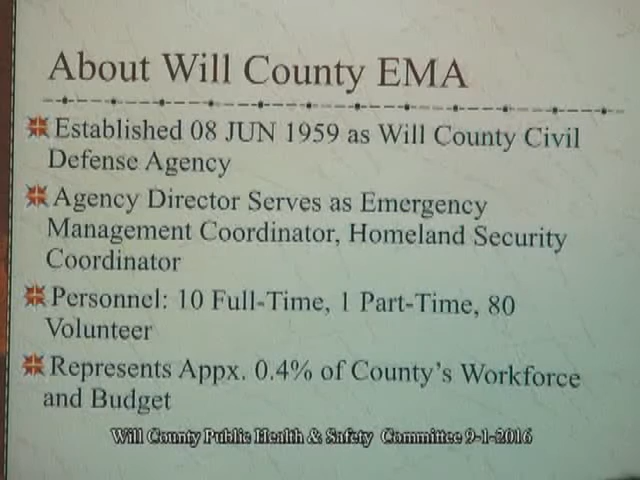 About Will County EMA
Established 08 JUN 1959 as Will County Civil
Defense Agency
Agency Director Serves as Emergency
Management Coordinator, Homeland Security
Coordinator
Personnel: 10 Full-Time, 1 Part-Time, 80
Volunteer
Represents Appx. 0.4% of County's Workforce
and Budget
Will County Public Health & Safety Committee 9-1-2016